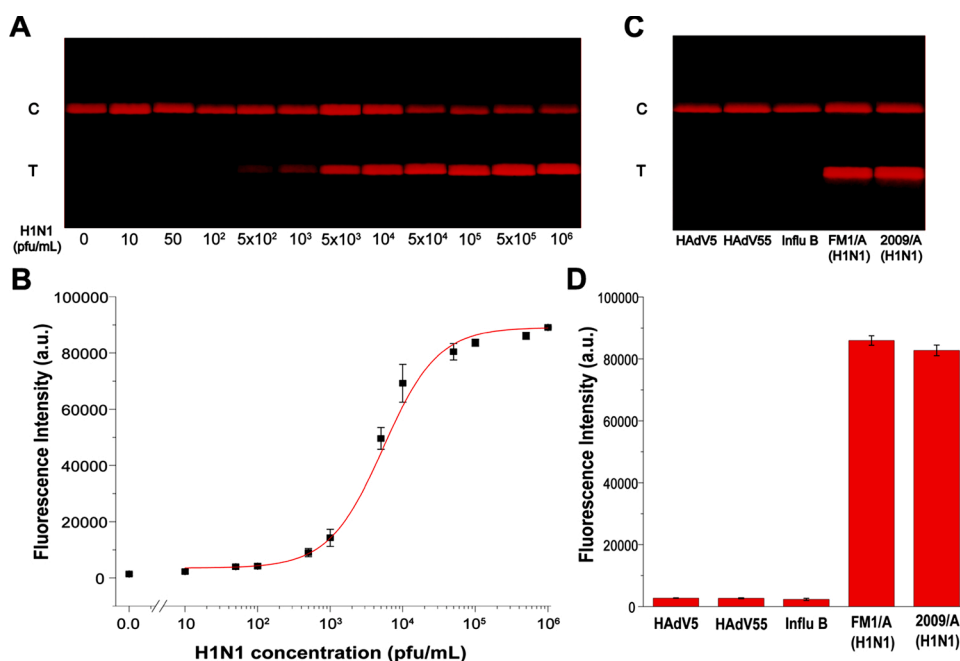 A
C
T
H1N1
(pfu/mL)
0 10 50 10² 5x10² 10³ 5x10³ 10⁴ 5x10⁴ 10⁵ 5x10⁵ 10⁶
C
C
T
HAdV5 HAdV55 Influ B FM1/A (H1N1) 2009/A (H1N1)
B
Fluorescence Intensity (a.u.)
100000
80000
60000
40000
20000
0
0.0 10 10² 10³ 10⁴ 10⁵ 10⁶
H1N1 concentration (pfu/mL)
D
Fluorescence Intensity (a.u.)
100000
80000
60000
40000
20000
0
HAdV5 HAdV55 Influ B FM1/A (H1N1) 2009/A (H1N1)